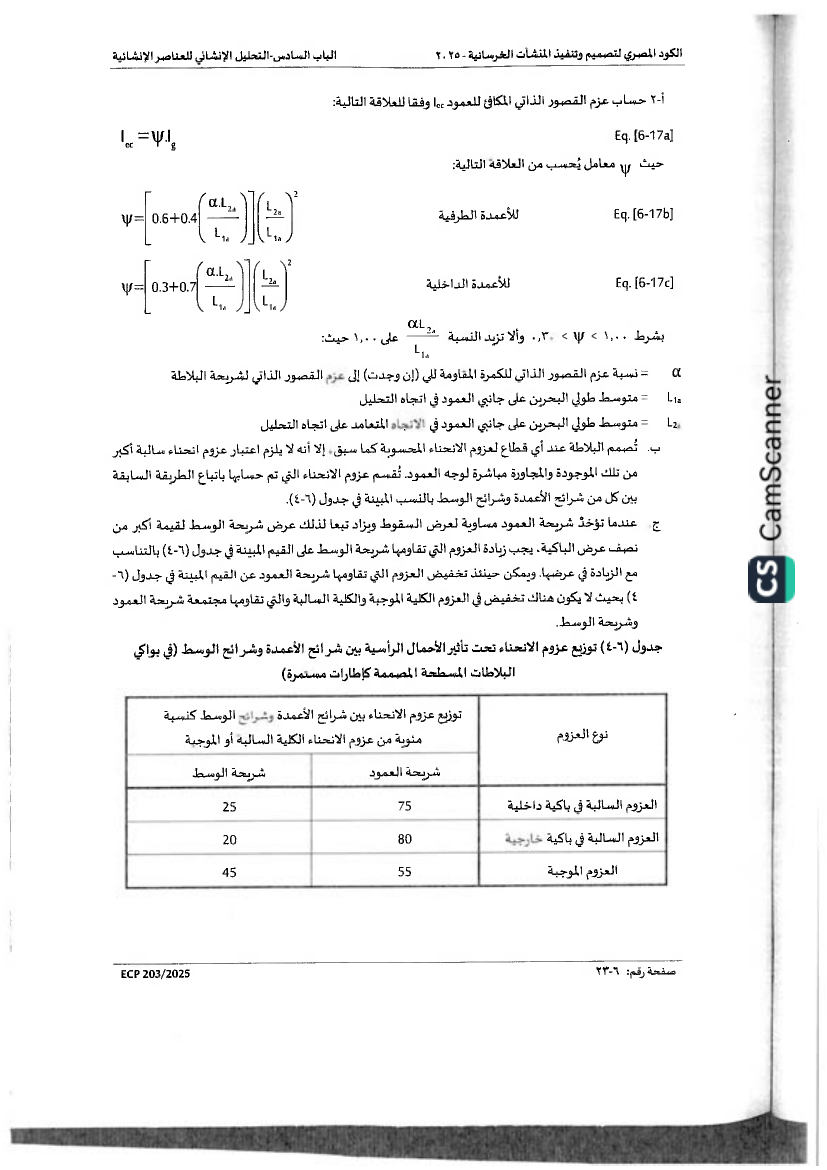 الكود المصري لتصميم وتنفيذ المنشآت الخرسانية - ٢٠٢٥ الباب السادس-التحليل الإنشائي للعناصر الإنشائية
أ-٢ حساب عزم القصور الذاتي المكافئ للعمود Iec وفقا للعلاقة التالية:
Iec = ψ.Ig Eq. [6-17a]
حيث ψ معامل يُحسب من العلاقة التالية:
ψ=[0.6+0.4(α.L2a/L1a)](L2a/L1a)² للأعمدة الطرفية Eq. [6-17b]
ψ=[0.3+0.7(α.L2a/L1a)](L2a/L1a)² للأعمدة الداخلية Eq. [6-17c]
بشرط ١,٠٠ > ψ > ٠,٣ وألا تزيد النسبة αL2a/L1a على ١,٠٠ حيث:
α = نسبة عزم القصور الذاتي للكمرة المقاومة للي (إن وجدت) إلى عزم القصور الذاتي لشريحة البلاطة
L1a = متوسط طولي البحرين على جانبي العمود في اتجاه التحليل
L2a = متوسط طولي البحرين على جانبي العمود في الاتجاه المتعامد على اتجاه التحليل
ب. تُصمم البلاطة عند أي قطاع لعزوم الانحناء المحسوبة كما سبق، إلا أنه لا يلزم اعتبار عزوم انحناء سالبة أكبر
من تلك الموجودة والمجاورة مباشرة لوجه العمود. تُقسم عزوم الانحناء التي تم حسابها باتباع الطريقة السابقة
بين كل من شرائح الأعمدة وشرائح الوسط بالنسب المبينة في جدول (٦-٤).
ج. عندما تؤخذ شريحة العمود مساوية لعرض السقوط ويزاد تبعا لذلك عرض شريحة الوسط لقيمة أكبر من
نصف عرض الباكية، يجب زيادة العزوم التي تقاومها شريحة الوسط على القيم المبينة في جدول (٦-٤) بالتناسب
مع الزيادة في عرضها. ويمكن حينئذ تخفيض العزوم التي تقاومها شريحة العمود عن القيم المبينة في جدول (٦-
٤) بحيث لا يكون هناك تخفيض في العزوم الكلية الموجبة والكلية السالبة والتي تقاومها مجتمعة شريحة العمود
وشريحة الوسط.
جدول (٦-٤) توزيع عزوم الانحناء تحت تأثير الأحمال الرأسية بين شرائح الأعمدة وشرائح الوسط (في بواكي
البلاطات المسطحة المصممة كإطارات مستمرة)
نوع العزوم توزيع عزوم الانحناء بين شرائح الأعمدة وشرائح الوسط كنسبة
مئوية من عزوم الانحناء الكلية السالبة أو الموجبة
شريحة العمود شريحة الوسط
العزوم السالبة في باكية داخلية 75 25
العزوم السالبة في باكية خارجية 80 20
العزوم الموجبة 55 45
صفحة رقم: ٦-٢٣ ECP 203/2025
CS CamScanner